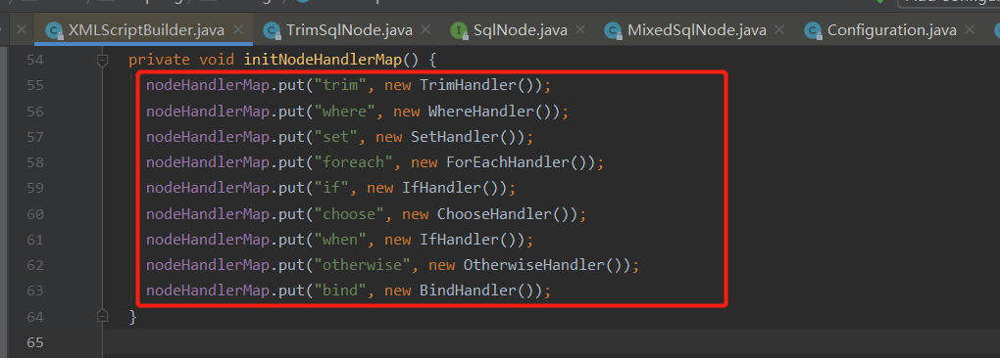 XMLScriptBuilder.java TrimSqlNode.java SqlNode.java MixedSqlNode.java Configuration.java
54 private void initNodeHandlerMap() {
55 nodeHandlerMap.put("trim", new TrimHandler());
56 nodeHandlerMap.put("where", new WhereHandler());
57 nodeHandlerMap.put("set", new SetHandler());
58 nodeHandlerMap.put("foreach", new ForEachHandler());
59 nodeHandlerMap.put("if", new IfHandler());
60 nodeHandlerMap.put("choose", new ChooseHandler());
61 nodeHandlerMap.put("when", new IfHandler());
62 nodeHandlerMap.put("otherwise", new OtherwiseHandler());
63 nodeHandlerMap.put("bind", new BindHandler());
64 }
65